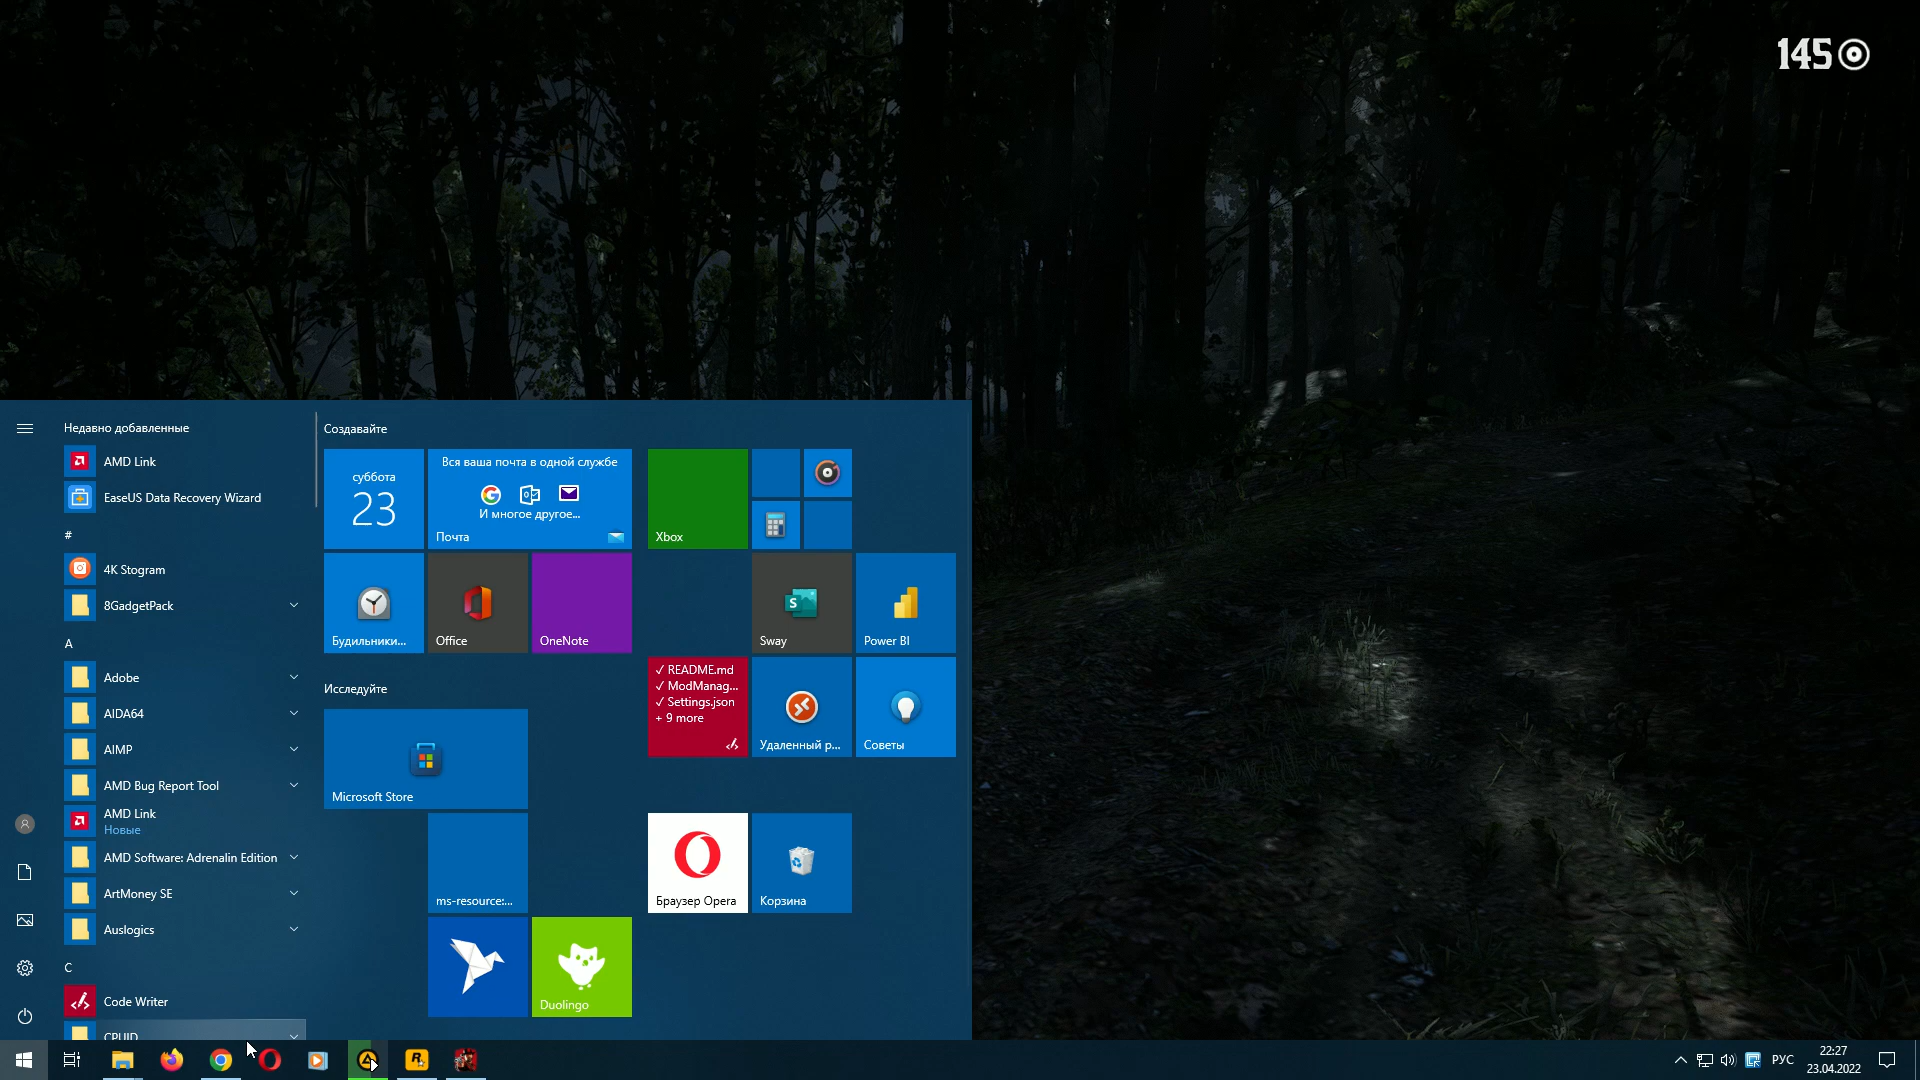 145
Недавно добавленные
AMD Link
EaseUS Data Recovery Wizard
#
4K Stogram
8GadgetPack
A
Adobe
AIDA64
AIMP
AMD Bug Report Tool
AMD Link
Новые
AMD Software: Adrenalin Edition
ArtMoney SE
Auslogics
C
Code Writer
CPUID
Создавайте
суббота
23
Вся ваша почта в одной службе
И многое другое...
Почта
Xbox
Будильники...
Office
OneNote
Sway
Power BI
Исследуйте
✓ README.md
✓ ModManag...
✓ Settings.json
+ 9 more
Удаленный р...
Советы
Microsoft Store
ms-resource:...
Браузер Opera
Корзина
Duolingo
РУС
22:27
23.04.2022